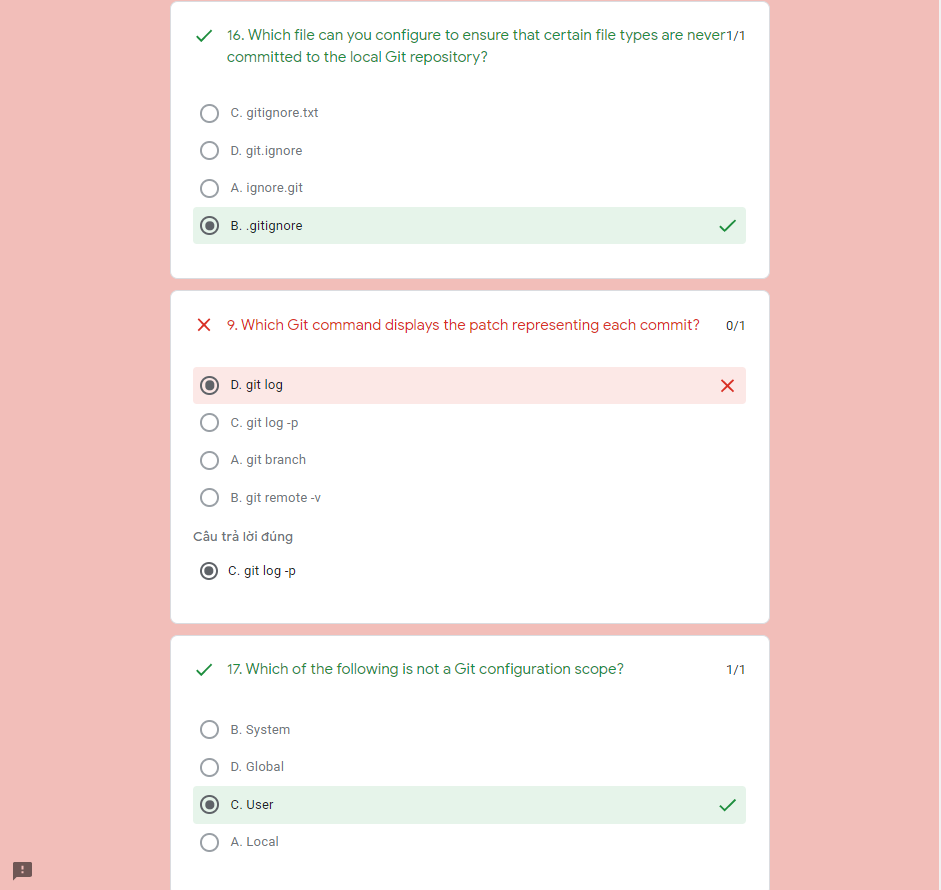 16. Which file can you configure to ensure that certain file types are never 1/1
committed to the local Git repository?
C. gitignore.txt
D. git.ignore
A. ignore.git
B. .gitignore
9. Which Git command displays the patch representing each commit? 0/1
D. git log
C. git log -p
A. git branch
B. git remote -v
Câu trả lời đúng
C. git log -p
17. Which of the following is not a Git configuration scope? 1/1
B. System
D. Global
C. User
A. Local